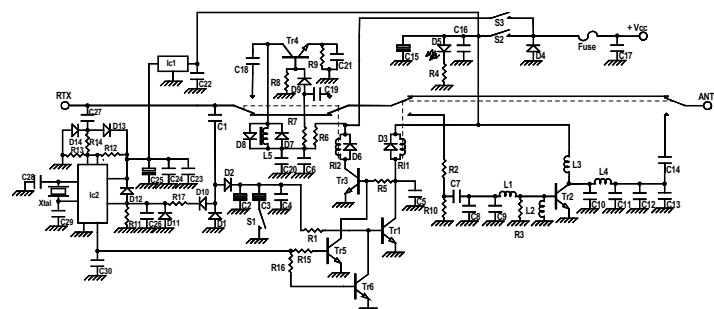 S3
Tr4
C16
D5
S2
+ Vcc
Ic1
C18
R9
C21
C15
D4
Fuse
C17
C22
R8
D9
C19
R4
RTX
ANT
C27
C1
R7
R6
D14
D13
R14
R13
R12
D8
L5
D7
D6
D3
Rl2
Rl1
L3
C20
C6
C14
C28
Xtal
Ic2
C25
C24
C23
D2
Tr3
R5
R2
C7
L1
Tr2
L4
D12
R17
D10
C2
C3
C4
C5
R10
C8
C9
L2
R3
C10
C11
C12
C13
C29
R11
C26
D11
D1
S1
R1
Tr1
R15
Tr5
R16
C30
Tr6